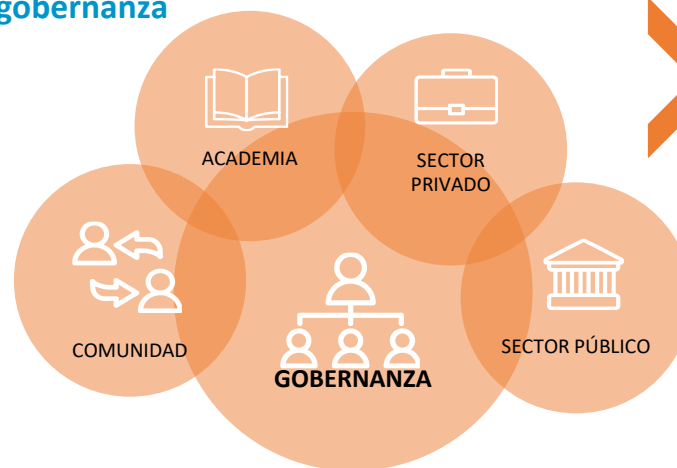 gobernanza
ACADEMIA
SECTOR
PRIVADO
COMUNIDAD
SECTOR PÚBLICO
GOBERNANZA